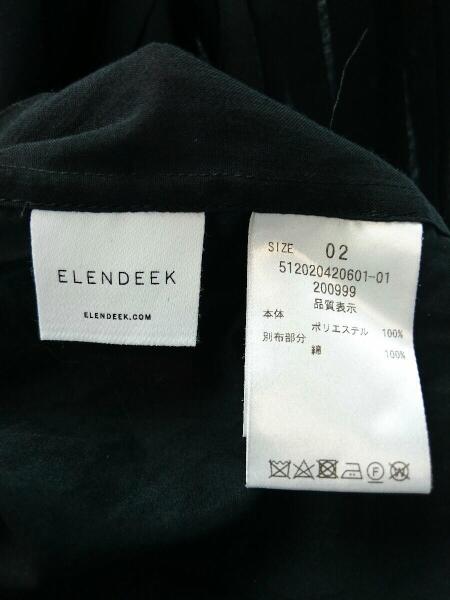 ELENDEEK
ELENDEEK.COM
SIZE 02
512020420601-01
200999
品質表示
本体 ポリエステル 100%
別布部分 綿 100%